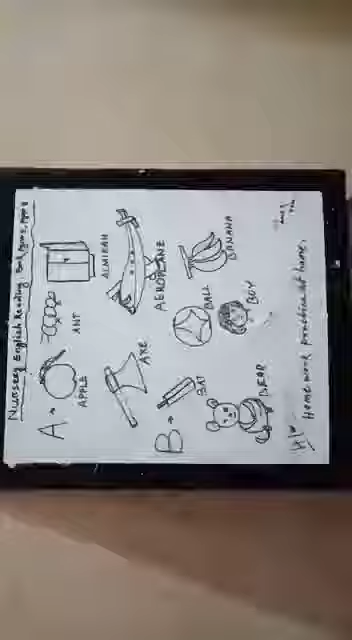 Nursery English Reading
A →
APPLE ANT ALMIRAH
AXE AEROPLANE
B →
BAT BALL BANANA
BEAR BOY
H/w
Home work practice at home.